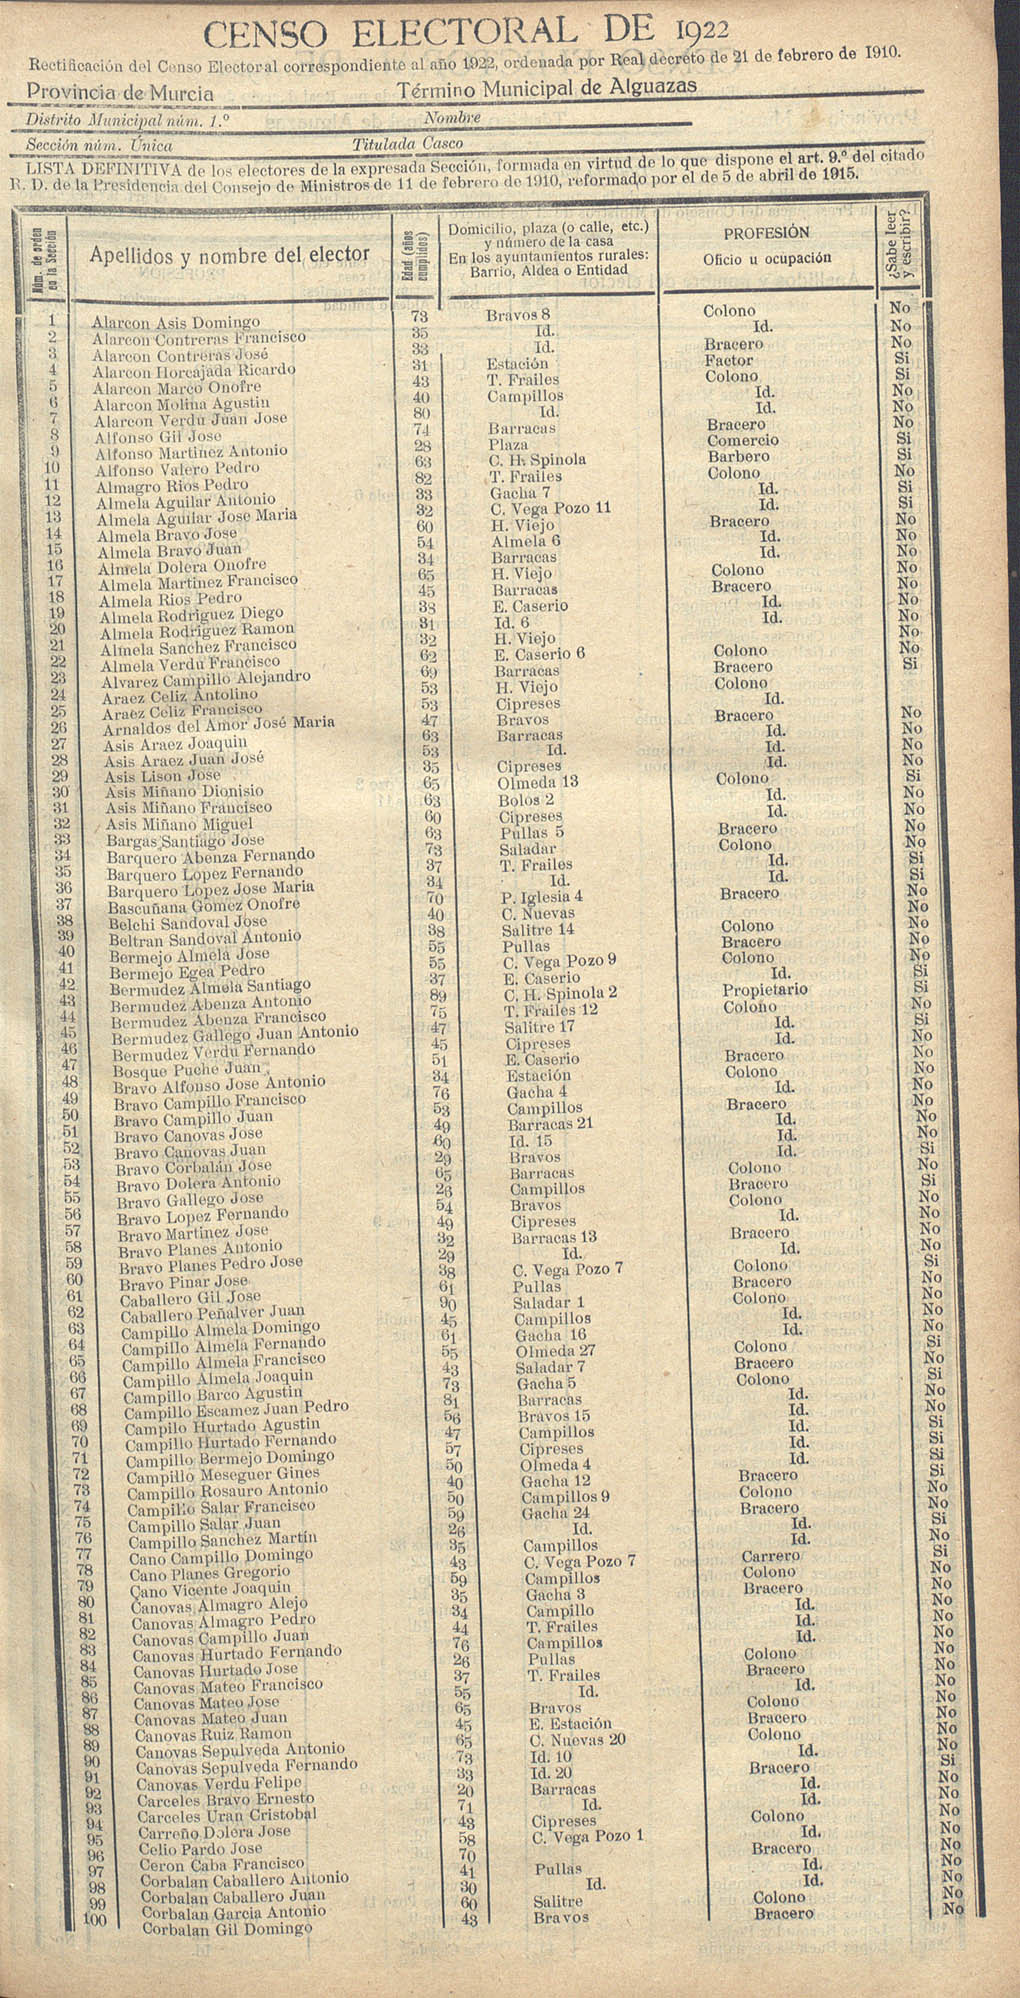 CENSO ELECTORAL DE 1922
Rectificación del Censo Electoral correspondiente al año 1922, ordenada por Real decreto de 21 de febrero de 1910.
Provincia de Murcia Término Municipal de Alguazas
Distrito Municipal núm. 1.º Nombre
Sección núm. Única Titulada Casco
LISTA DEFINITIVA de los electores de la expresada Sección, formada en virtud de lo que dispone el art. 9.º del citado
R. D. de la Presidencia del Consejo de Ministros de 11 de febrero de 1910, reformado por el de 5 de abril de 1915.
Núm. de orden en la Sección
Apellidos y nombre del elector
Edad (años cumplidos)
Domicilio, plaza (o calle, etc.)
y número de la casa
En los ayuntamientos rurales:
Barrio, Aldea o Entidad
PROFESIÓN
Oficio u ocupación
¿Sabe leer y escribir?
1 Alarcon Asis Domingo 73 Bravos 8 Colono No
2 Alarcon Contreras Francisco 35 Id. Id. No
3 Alarcon Contreras José 33 Id. Bracero No
4 Alarcon Horcajada Ricardo 31 Estación Factor Si
5 Alarcon Marco Onofre 43 T. Frailes Colono Si
6 Alarcon Molina Agustin 40 Campillos Id. No
7 Alarcon Verdu Juan Jose 80 Id. Id. No
8 Alfonso Gil Jose 74 Barracas Bracero No
9 Alfonso Martinez Antonio 28 Plaza Comercio Si
10 Alfonso Valero Pedro 63 C. H. Spinola Barbero Si
11 Almagro Rios Pedro 82 T. Frailes Colono No
12 Almela Aguilar Antonio 33 Gacha 7 Id. Si
13 Almela Aguilar Jose Maria 32 C. Vega Pozo 11 Id. Si
14 Almela Bravo Jose 60 H. Viejo Bracero No
15 Almela Bravo Juan 54 Almela 6 Id. No
16 Almela Dolera Onofre 34 Barracas Id. No
17 Almela Martinez Francisco 65 H. Viejo Colono No
18 Almela Rios Pedro 45 Barracas Bracero No
19 Almela Rodriguez Diego 38 E. Caserio Id. No
20 Almela Rodriguez Ramon 31 Id. 6 Id. No
21 Almela Sanchez Francisco 32 H. Viejo No
22 Almela Verdu Francisco 62 E. Caserio 6 Colono No
23 Alvarez Campillo Alejandro 69 Barracas Bracero Si
24 Araez Celiz Antolino 53 H. Viejo Colono
25 Araez Celiz Francisco 53 Cipreses Id.
26 Arnaldos del Amor José Maria 47 Bravos Bracero No
27 Asis Araez Joaquin 63 Barracas Id. No
28 Asis Araez Juan José 53 Id. Id. No
29 Asis Lison Jose 35 Cipreses Id. No
30 Asis Miñano Dionisio 65 Olmeda 13 Colono Si
31 Asis Miñano Francisco 63 Bolos 2 Id. No
32 Asis Miñano Miguel 60 Cipreses Id. No
33 Bargas Santiago Jose 63 Pullas 5 Bracero No
34 Barquero Abenza Fernando 73 Saladar Colono No
35 Barquero Lopez Fernando 37 T. Frailes Id. Si
36 Barquero Lopez Jose Maria 34 Id. Id. Si
37 Bascuñana Gomez Onofre 70 P. Iglesia 4 Bracero No
38 Belchi Sandoval Jose 40 C. Nuevas No
39 Beltran Sandoval Antonio 38 Salitre 14 Colono No
40 Bermejo Almela Jose 55 Pullas Bracero No
41 Bermejo Egea Pedro 55 C. Vega Pozo 9 Colono No
42 Bermudez Almela Santiago 37 E. Caserio Id. Si
43 Bermudez Abenza Antonio 89 C. H. Spinola 2 Propietario Si
44 Bermudez Abenza Francisco 75 T. Frailes 12 Colono No
45 Bermudez Gallego Juan Antonio 47 Salitre 17 Id. Si
46 Bermudez Verdu Fernando 45 Cipreses Id. No
47 Bosque Puche Juan 51 E. Caserio Bracero No
48 Bravo Alfonso Jose Antonio 34 Estación Colono No
49 Bravo Campillo Francisco 76 Gacha 4 Id. No
50 Bravo Campillo Juan 53 Campillos Bracero No
51 Bravo Canovas Jose 49 Barracas 21 Id. No
52 Bravo Canovas Juan 60 Id. 15 Id. No
53 Bravo Corbalán Jose 29 Bravos Id. Si
54 Bravo Dolera Antonio 65 Barracas Colono No
55 Bravo Gallego Jose 26 Campillos Bracero Si
56 Bravo Lopez Fernando 54 Bravos Colono No
57 Bravo Martinez Jose 49 Cipreses Id. No
58 Bravo Planes Antonio 32 Barracas 13 Bracero No
59 Bravo Planes Pedro Jose 29 Id. Id. No
60 Bravo Pinar Jose 38 C. Vega Pozo 7 Colono Si
61 Caballero Gil Jose 61 Pullas Bracero No
62 Caballero Peñalver Juan 90 Saladar 1 Colono No
63 Campillo Almela Domingo 45 Campillos Id. No
64 Campillo Almela Fernando 61 Gacha 16 Id. No
65 Campillo Almela Francisco 55 Olmeda 27 Colono Si
66 Campillo Almela Joaquin 43 Saladar 7 Bracero No
67 Campillo Barco Agustin 73 Gacha 5 Colono Si
68 Campillo Escamez Juan Pedro 81 Barracas Id. No
69 Campilo Hurtado Agustin 56 Bravos 15 Id. No
70 Campillo Hurtado Fernando 47 Campillos Id. Si
71 Campillo Bermejo Domingo 57 Cipreses Id. Si
72 Campillo Meseguer Gines 50 Olmeda 4 Id. Si
73 Campillo Rosauro Antonio 40 Gacha 12 Bracero Si
74 Campillo Salar Francisco 50 Campillos 9 Colono No
75 Campillo Salar Juan 59 Gacha 24 Bracero No
76 Campillo Sanchez Martin 26 Id. Id. Si
77 Cano Campillo Domingo 35 Campillos Id. No
78 Cano Planes Gregorio 43 C. Vega Pozo 7 Carrero Si
79 Cano Vicente Joaquin 59 Campillos Colono No
80 Canovas Almagro Alejo 35 Gacha 3 Bracero No
81 Canovas Almagro Pedro 34 Campillo Id. No
82 Canovas Campillo Juan 44 T. Frailes Id. No
83 Canovas Hurtado Fernando 76 Campillos Id. No
84 Canovas Hurtado Jose 26 Pullas Colono No
85 Canovas Mateo Francisco 37 T. Frailes Bracero No
86 Canovas Mateo Jose 55 Id. Id. No
87 Canovas Mateo Juan 65 Bravos Colono No
88 Canovas Ruiz Ramon 45 E. Estación Bracero No
89 Canovas Sepulveda Antonio 65 C. Nuevas 20 Colono No
90 Canovas Sepulveda Fernando 73 Id. 10 Id. No
91 Canovas Verdu Felipe 33 Id. 20 Bracero Si
92 Carceles Bravo Ernesto 20 Barracas Id. No
93 Carceles Uran Cristobal 71 Id. Id. No
94 Carreño Dolera Jose 43 Cipreses Colono No
95 Celio Pardo Jose 58 C. Vega Pozo 1 Id. No
96 Ceron Caba Francisco 70 Bracero No
97 Corbalan Caballero Antonio 41 Pullas Id. No
98 Corbalan Caballero Juan 30 Id. Id. No
99 Corbalan Garcia Antonio 60 Salitre Colono No
100 Corbalan Gil Domingo 43 Bravos Bracero No